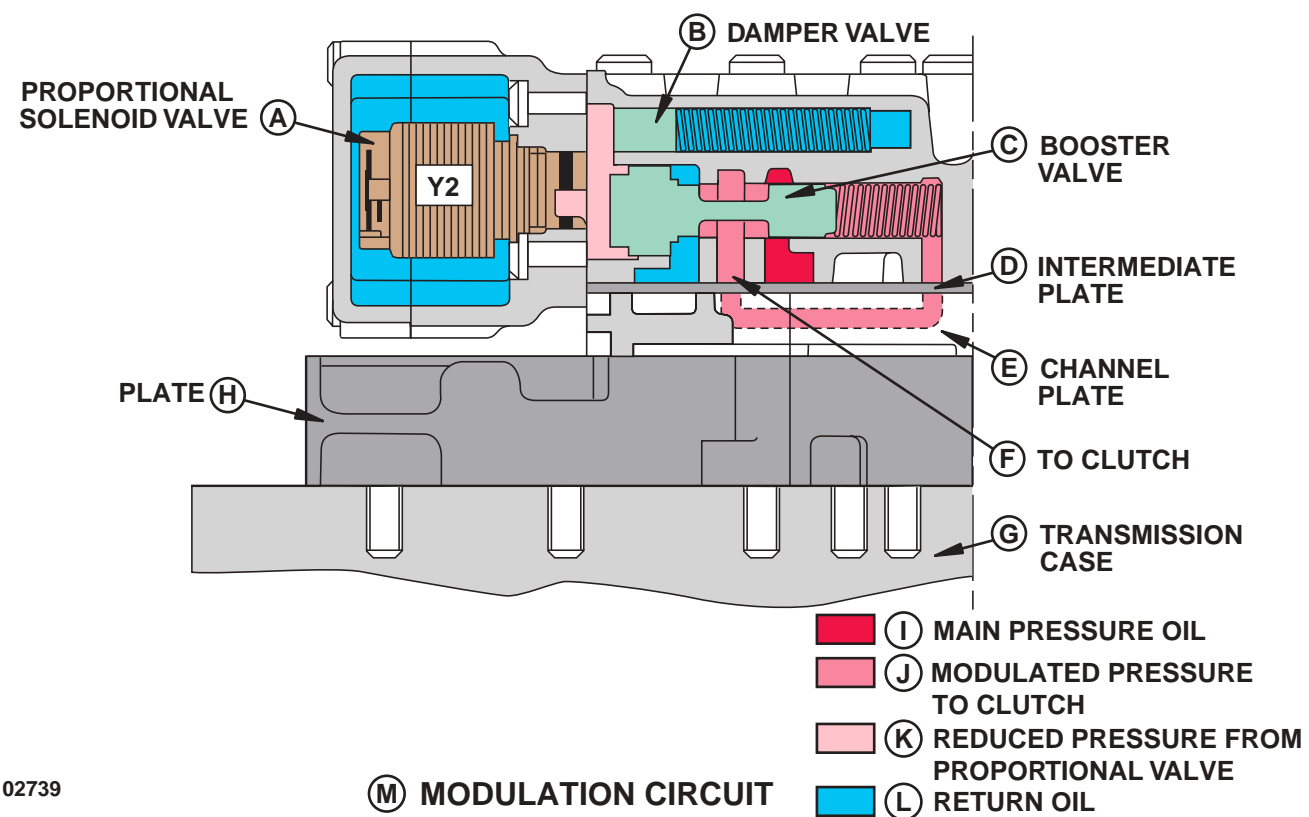 B DAMPER VALVE
PROPORTIONAL
SOLENOID VALVE A
Y2
C BOOSTER
VALVE
D INTERMEDIATE
PLATE
E CHANNEL
PLATE
PLATE H
F TO CLUTCH
G TRANSMISSION
CASE
I MAIN PRESSURE OIL
J MODULATED PRESSURE
TO CLUTCH
K REDUCED PRESSURE FROM
PROPORTIONAL VALVE
L RETURN OIL
02739
M MODULATION CIRCUIT